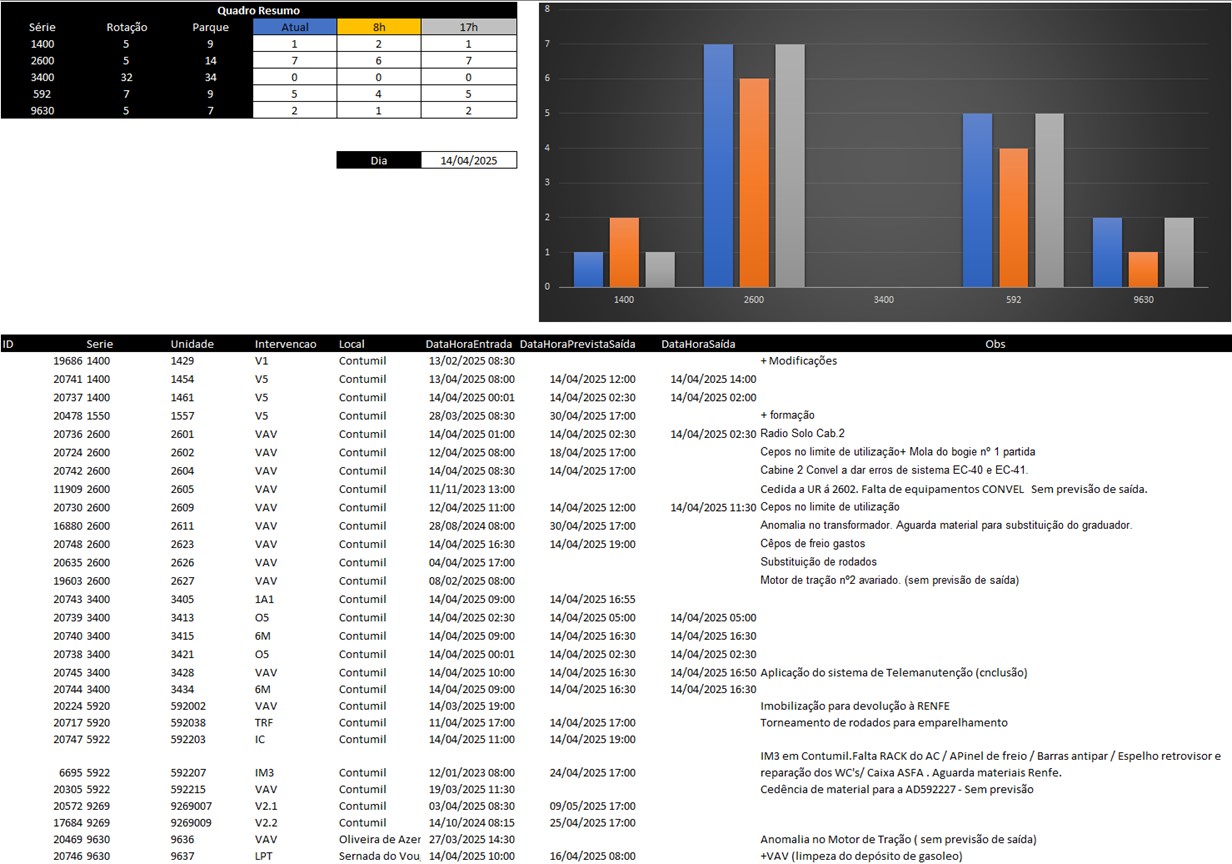 Quadro Resumo
Série Rotação Parque Atual 8h 17h
1400 5 9 1 2 1
2600 5 14 7 6 7
3400 32 34 0 0 0
592 7 9 5 4 5
9630 5 7 2 1 2
Dia 14/04/2025
8
7
6
5
4
3
2
1
0
1400 2600 3400 592 9630
ID Serie Unidade Intervencao Local DataHoraEntrada DataHoraPrevistaSaída DataHoraSaída Obs
19686 1400 1429 V1 Contumil 13/02/2025 08:30 + Modificações
20741 1400 1454 V5 Contumil 13/04/2025 08:00 14/04/2025 12:00 14/04/2025 14:00
20737 1400 1461 V5 Contumil 14/04/2025 00:01 14/04/2025 02:30 14/04/2025 02:00
20478 1550 1557 V5 Contumil 28/03/2025 08:30 30/04/2025 17:00 + formação
20736 2600 2601 VAV Contumil 14/04/2025 01:00 14/04/2025 02:30 14/04/2025 02:30 Radio Solo Cab.2
20724 2600 2602 VAV Contumil 12/04/2025 08:00 18/04/2025 17:00 Cepos no limite de utilização+ Mola do bogie nº 1 partida
20742 2600 2604 VAV Contumil 14/04/2025 08:30 14/04/2025 17:00 Cabine 2 Convel a dar erros de sistema EC-40 e EC-41.
11909 2600 2605 VAV Contumil 11/11/2023 13:00 Cedida a UR á 2602. Falta de equipamentos CONVEL Sem previsão de saída.
20730 2600 2609 VAV Contumil 12/04/2025 11:00 14/04/2025 12:00 14/04/2025 11:30 Cepos no limite de utilização
16880 2600 2611 VAV Contumil 28/08/2024 08:00 30/04/2025 17:00 Anomalia no transformador. Aguarda material para substituição do graduador.
20748 2600 2623 VAV Contumil 14/04/2025 16:30 14/04/2025 19:00 Cêpos de freio gastos
20635 2600 2626 VAV Contumil 04/04/2025 17:00 Substituição de rodados
19603 2600 2627 VAV Contumil 08/02/2025 08:00 Motor de tração nº2 avariado. (sem previsão de saída)
20743 3400 3405 1A1 Contumil 14/04/2025 09:00 14/04/2025 16:55
20739 3400 3413 O5 Contumil 14/04/2025 02:30 14/04/2025 05:00 14/04/2025 05:00
20740 3400 3415 6M Contumil 14/04/2025 09:00 14/04/2025 16:30 14/04/2025 16:30
20738 3400 3421 O5 Contumil 14/04/2025 00:01 14/04/2025 02:30 14/04/2025 02:30
20745 3400 3428 VAV Contumil 14/04/2025 10:00 14/04/2025 16:30 14/04/2025 16:50 Aplicação do sistema de Telemanutenção (cnclusão)
20744 3400 3434 6M Contumil 14/04/2025 09:00 14/04/2025 16:30 14/04/2025 16:30
20224 5920 592002 VAV Contumil 14/03/2025 19:00 Imobilização para devolução à RENFE
20717 5920 592038 TRF Contumil 11/04/2025 17:00 14/04/2025 17:00 Torneamento de rodados para emparelhamento
20747 5922 592203 IC Contumil 14/04/2025 11:00 14/04/2025 19:00
IM3 em Contumil.Falta RACK do AC / APinel de freio / Barras antipar / Espelho retrovisor e
6695 5922 592207 IM3 Contumil 12/01/2023 08:00 24/04/2025 17:00 reparação dos WC's/ Caixa ASFA . Aguarda materiais Renfe.
20305 5922 592215 VAV Contumil 19/03/2025 11:30 Cedência de material para a AD592227 - Sem previsão
20572 9269 9269007 V2.1 Contumil 03/04/2025 08:30 09/05/2025 17:00
17684 9269 9269009 V2.2 Contumil 14/10/2024 08:15 25/04/2025 17:00
20469 9630 9636 VAV Oliveira de Azer 27/03/2025 14:30 Anomalia no Motor de Tração ( sem previsão de saída)
20746 9630 9637 LPT Sernada do Vou 14/04/2025 10:00 16/04/2025 08:00 +VAV (limpeza do depósito de gasoleo)